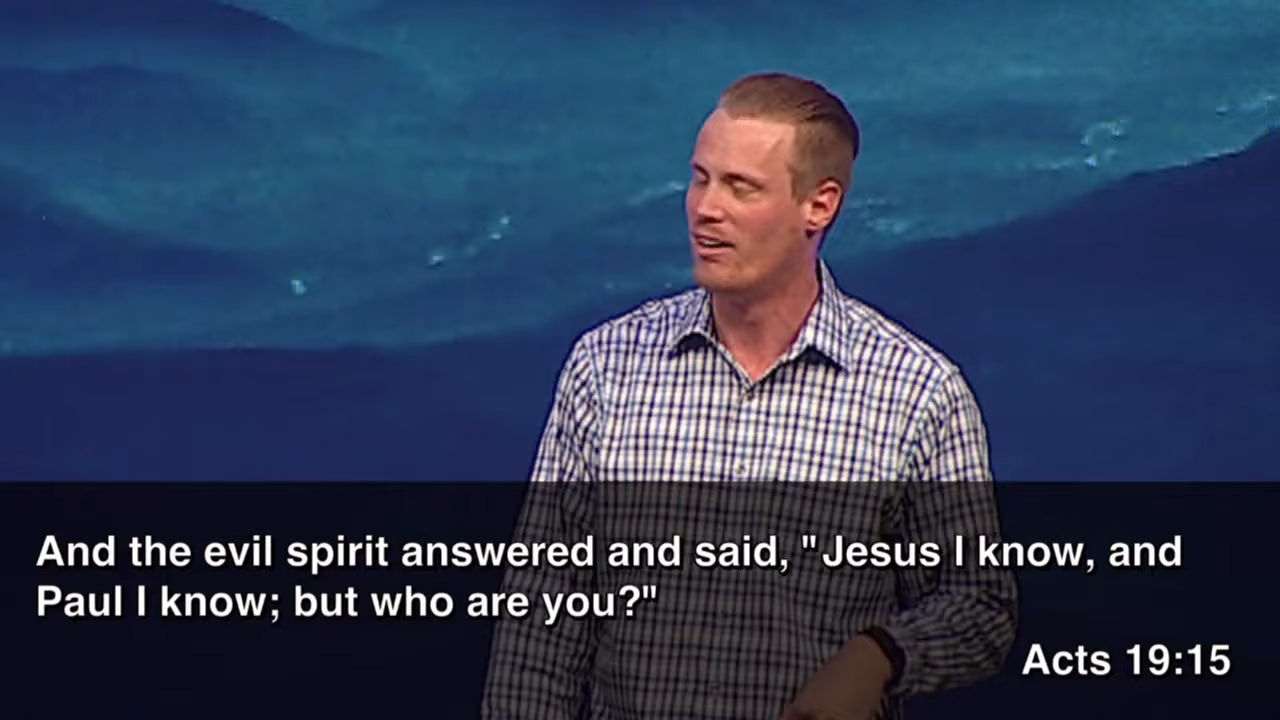 And the evil spirit answered and said, "Jesus I know, and
Paul I know; but who are you?"
Acts 19:15